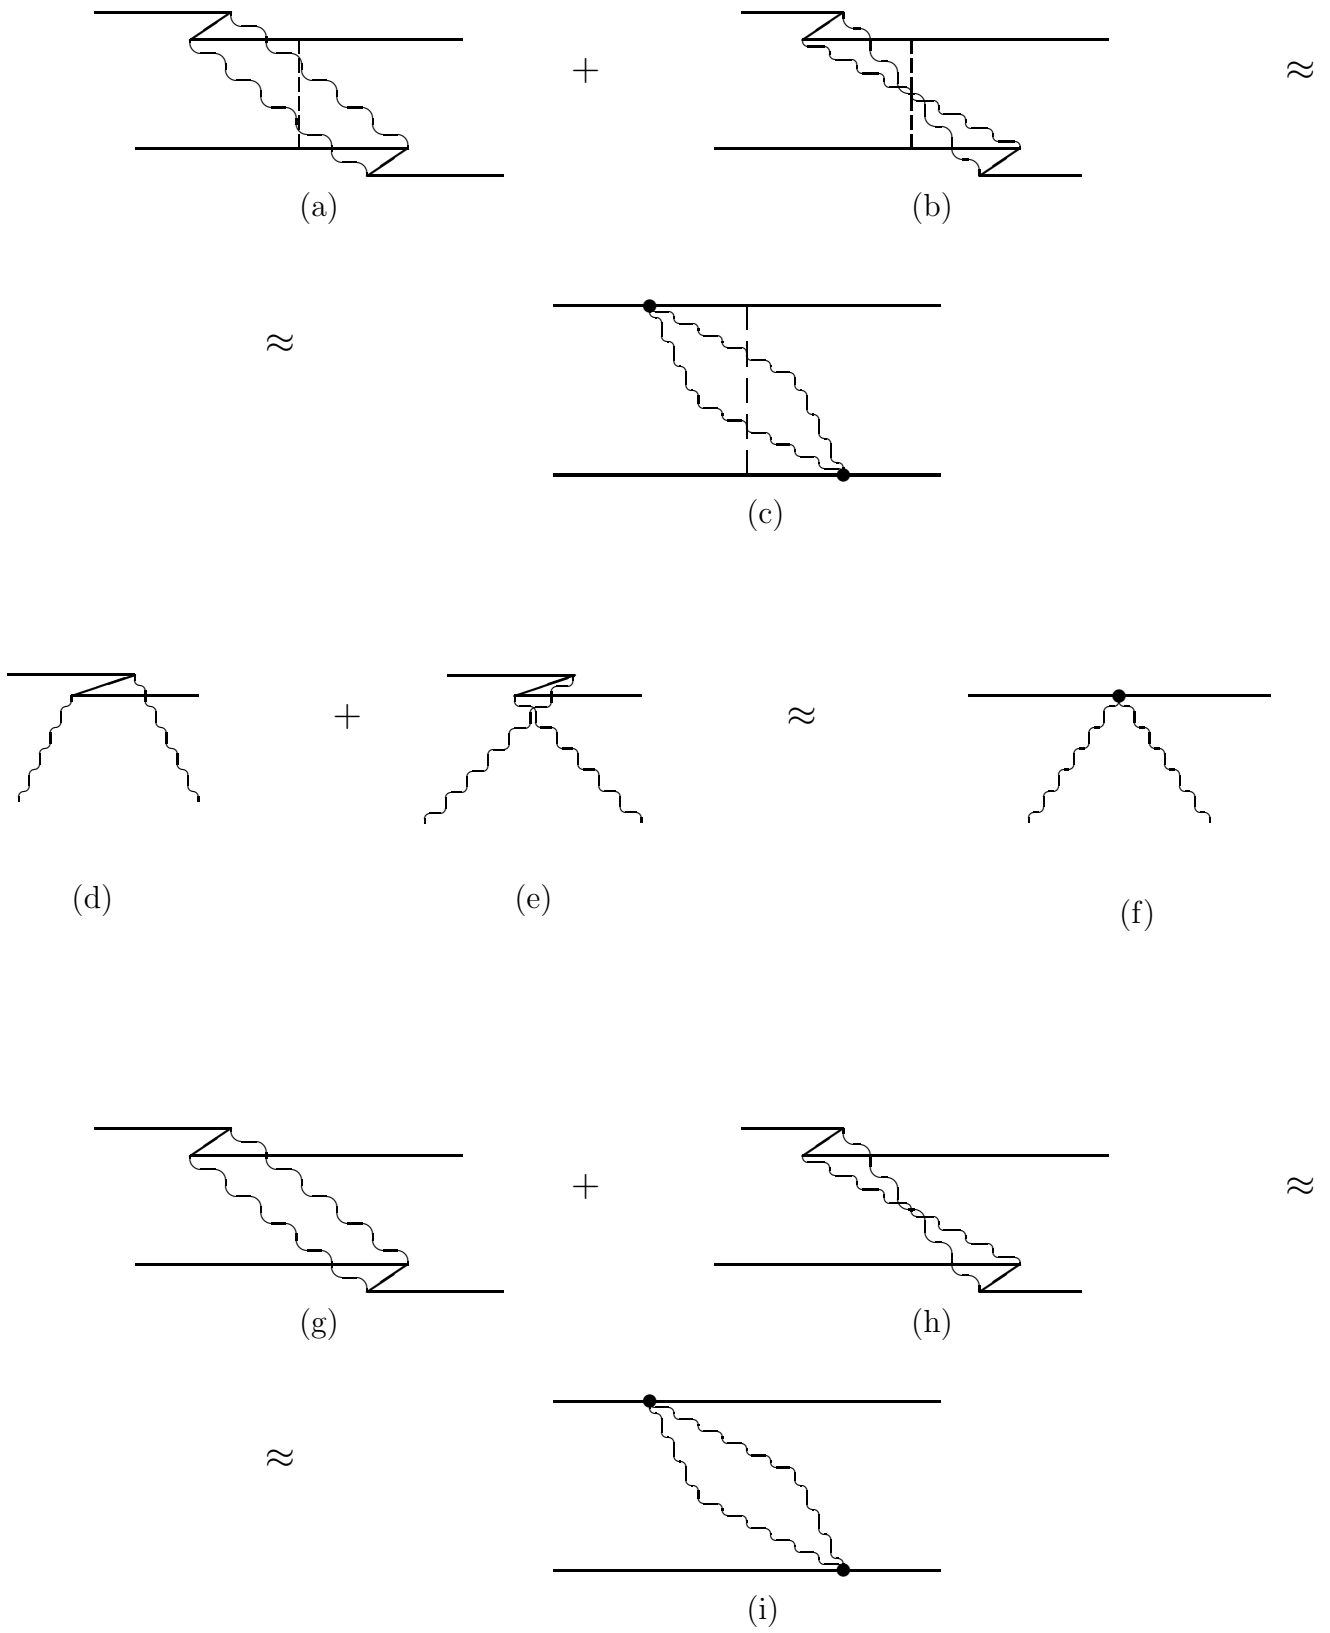 + ≈
(a) (b)
≈
(c)
+ ≈
(d) (e) (f)
+ ≈
(g) (h)
≈
(i)